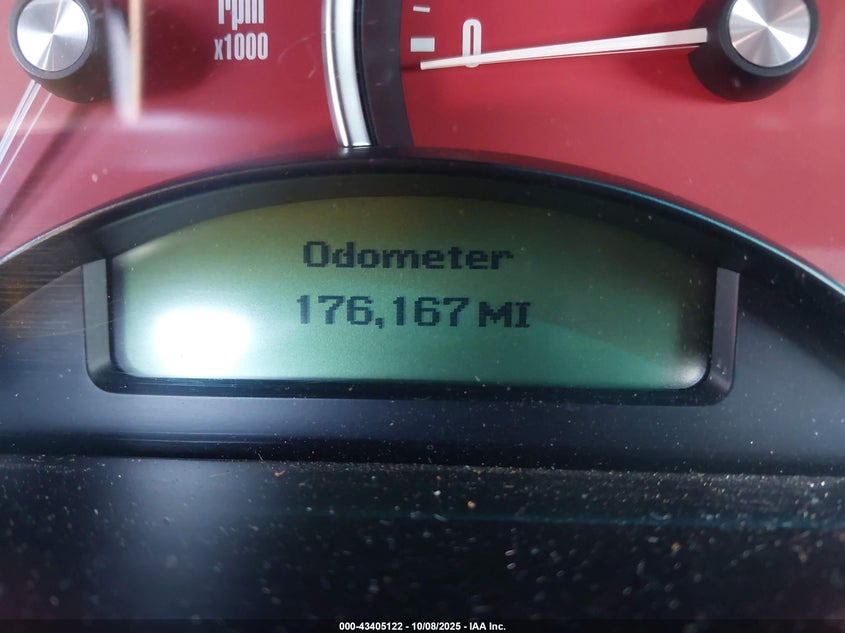 rpm
x1000
0
Odometer
176,167 MI
000-43405122 - 10/08/2025 - IAA Inc.